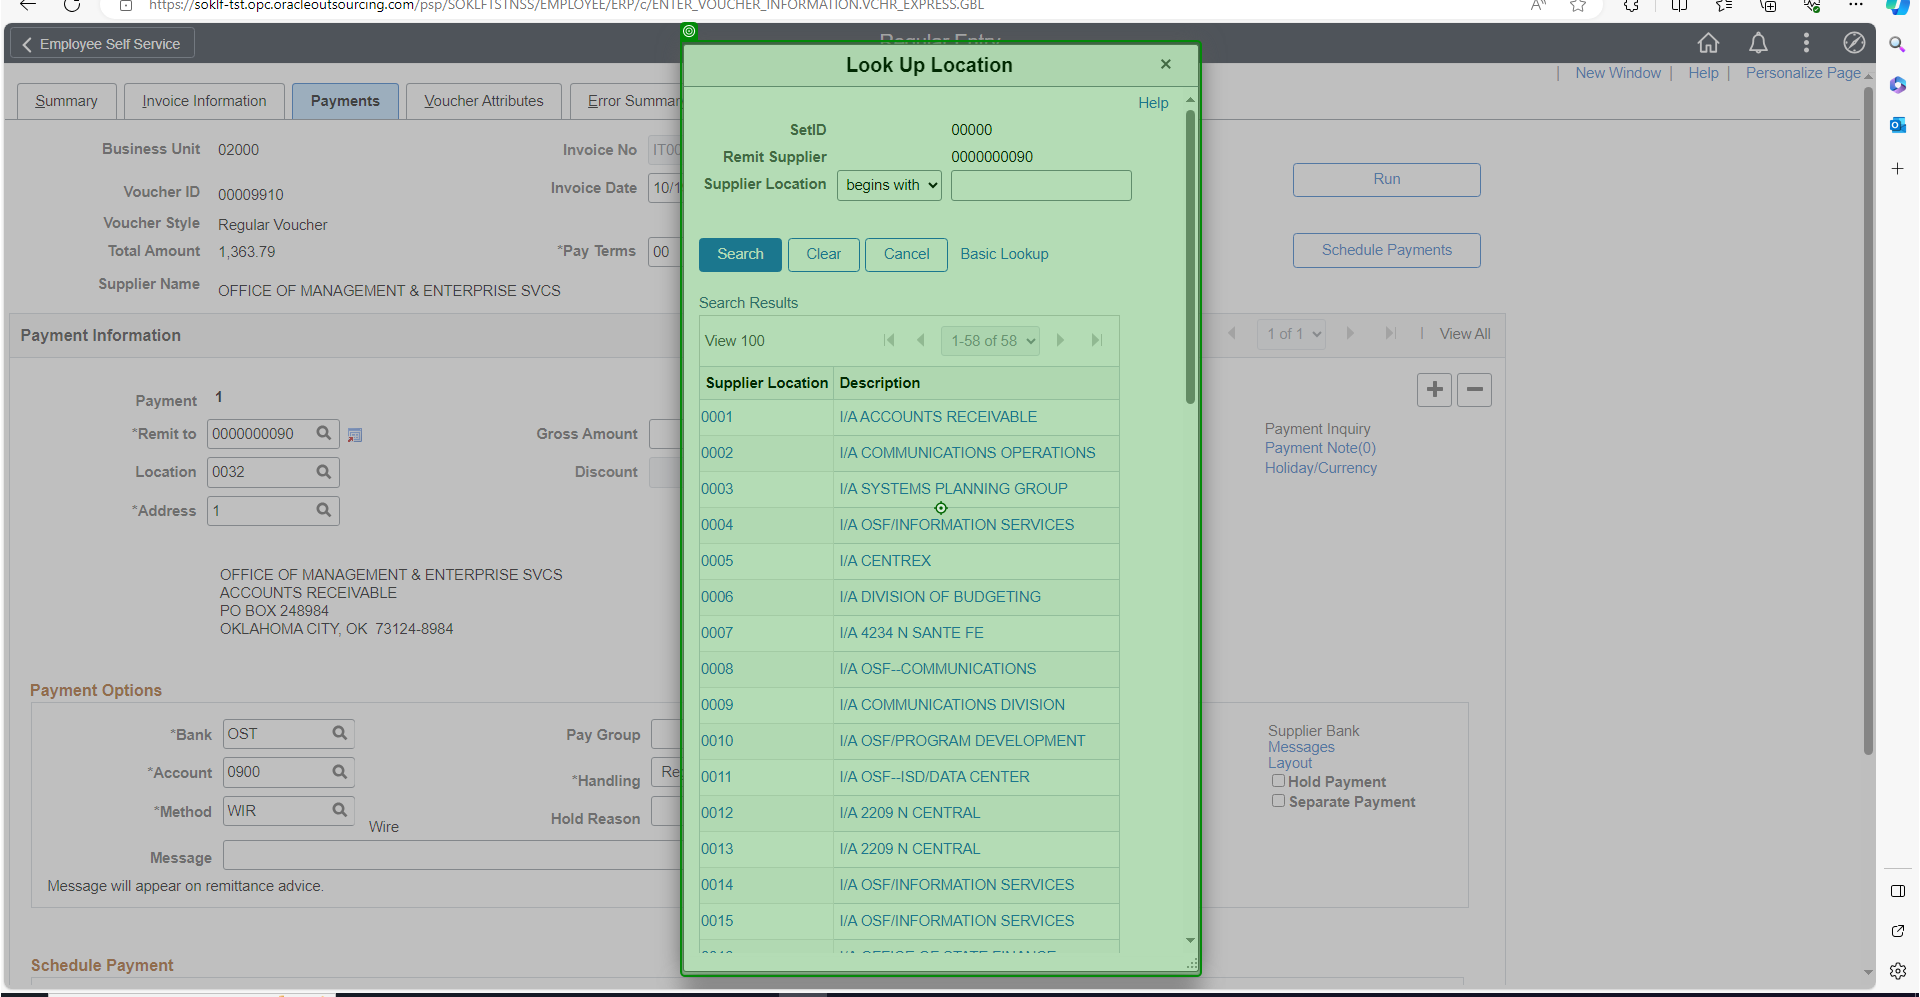 https://soklf-tst.opc.oracleoutsourcing.com/psp/SOKLFTSTNSS/EMPLOYEE/ERP/c/ENTER_VOUCHER_INFORMATION.VCHR_EXPRESS.GBL
Employee Self Service
Regular Entry
New Window | Help | Personalize Page
Summary
Invoice Information
Payments
Voucher Attributes
Error Summar
Business Unit 02000
Invoice No IT00
Voucher ID 00009910
Invoice Date 10/1
Voucher Style Regular Voucher
Total Amount 1,363.79
*Pay Terms 00
Supplier Name OFFICE OF MANAGEMENT & ENTERPRISE SVCS
Run
Schedule Payments
Payment Information
1 of 1
View All
Payment 1
*Remit to 0000000090
Gross Amount
Location 0032
Discount
*Address 1
Payment Inquiry
Payment Note(0)
Holiday/Currency
OFFICE OF MANAGEMENT & ENTERPRISE SVCS
ACCOUNTS RECEIVABLE
PO BOX 248984
OKLAHOMA CITY, OK 73124-8984
Payment Options
*Bank OST
Pay Group
*Account 0900
*Handling Re
*Method WIR
Wire
Hold Reason
Message
Message will appear on remittance advice.
Supplier Bank
Messages
Layout
Hold Payment
Separate Payment
Schedule Payment
Look Up Location
Help
SetID 00000
Remit Supplier 0000000090
Supplier Location begins with
Search
Clear
Cancel
Basic Lookup
Search Results
View 100
1-58 of 58
Supplier Location Description
0001 I/A ACCOUNTS RECEIVABLE
0002 I/A COMMUNICATIONS OPERATIONS
0003 I/A SYSTEMS PLANNING GROUP
0004 I/A OSF/INFORMATION SERVICES
0005 I/A CENTREX
0006 I/A DIVISION OF BUDGETING
0007 I/A 4234 N SANTE FE
0008 I/A OSF--COMMUNICATIONS
0009 I/A COMMUNICATIONS DIVISION
0010 I/A OSF/PROGRAM DEVELOPMENT
0011 I/A OSF--ISD/DATA CENTER
0012 I/A 2209 N CENTRAL
0013 I/A 2209 N CENTRAL
0014 I/A OSF/INFORMATION SERVICES
0015 I/A OSF/INFORMATION SERVICES
I/A OFFICE OF STATE FINANCE